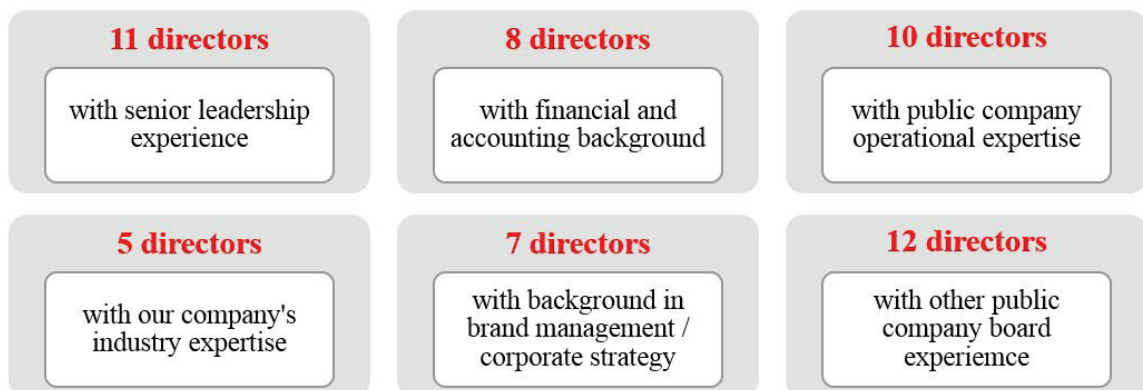 11 directors
with senior leadership
experience
8 directors
with financial and
accounting background
10 directors
with public company
operational expertise
5 directors
with our company's
industry expertise
7 directors
with background in
brand management /
corporate strategy
12 directors
with other public
company board
experiemce